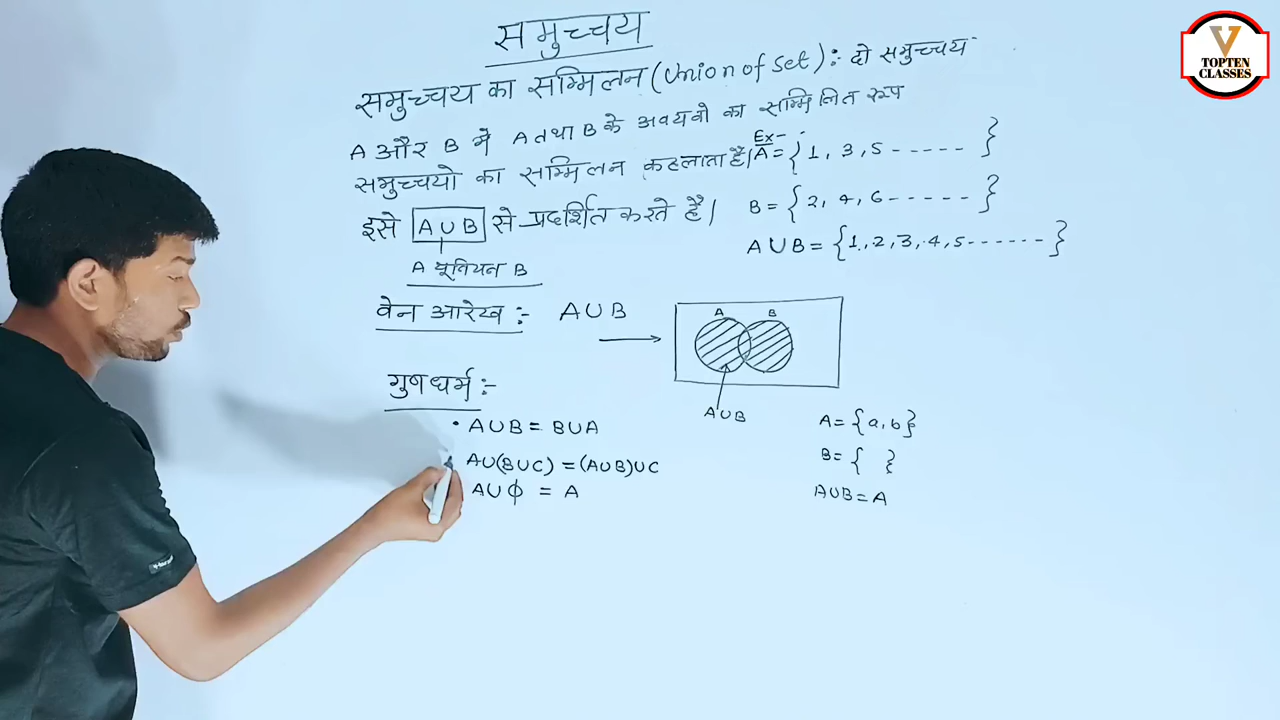 समुच्चय
समुच्चय का सम्मिलन (Union of Set) :- दो समुच्चय
A और B में A तथा B के अवयवो का सम्मिलित रूप
समुच्चयो का सम्मिलन कहलाता है।
इसे A ∪ B से प्रदर्शित करते है।
A यूनियन B
Ex-
A = { 1, 3, 5 ----- }
B = { 2, 4, 6 ----- }
A ∪ B = { 1, 2, 3, 4, 5 ------ }
वेन आरेख :- A ∪ B
A B
A ∪ B
गुणधर्म :-
• A∪B = B∪A
A∪(B∪C) = (A∪B)∪C
A∪ϕ = A
A = {a, b}
B = { }
A∪B = A
V
TOPTEN
CLASSES